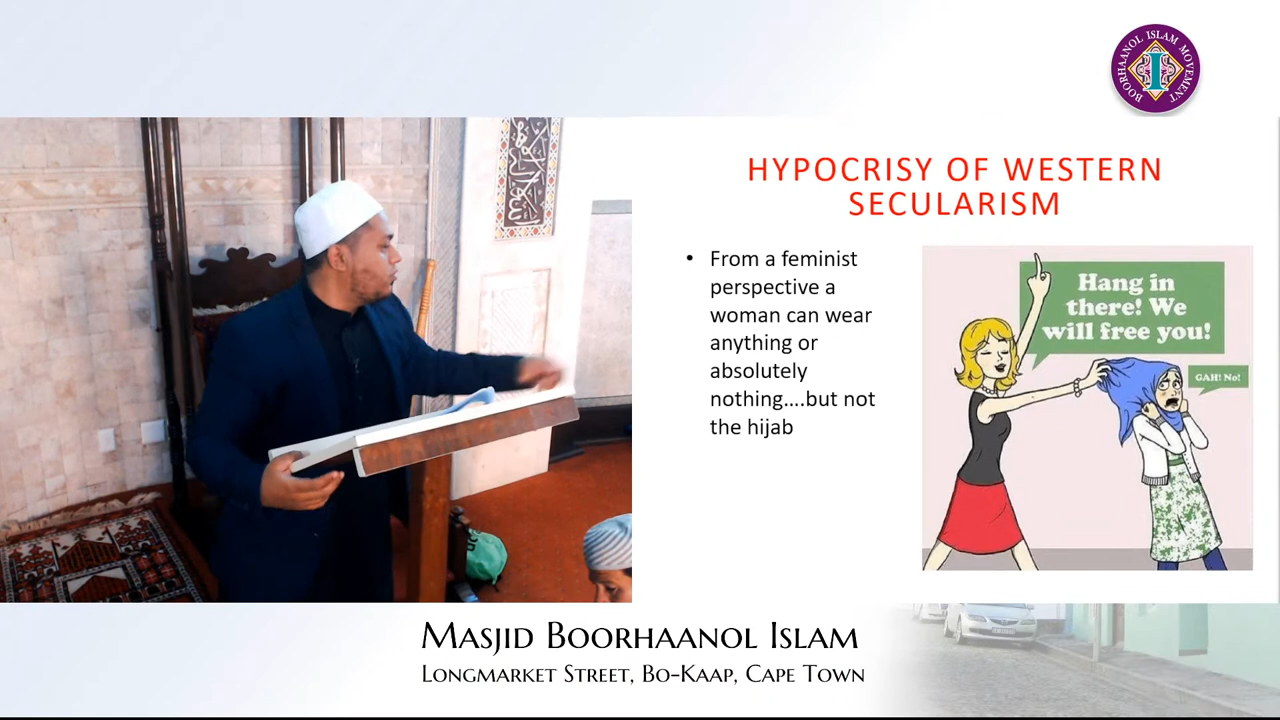 BOORHAANOL ISLAM MOVEMENT
I
HYPOCRISY OF WESTERN
SECULARISM
• From a feminist
perspective a
woman can wear
anything or
absolutely
nothing....but not
the hijab
Hang in
there! We
will free you!
GAH! No!
Masjid Boorhaanol Islam
Longmarket Street, Bo-Kaap, Cape Town